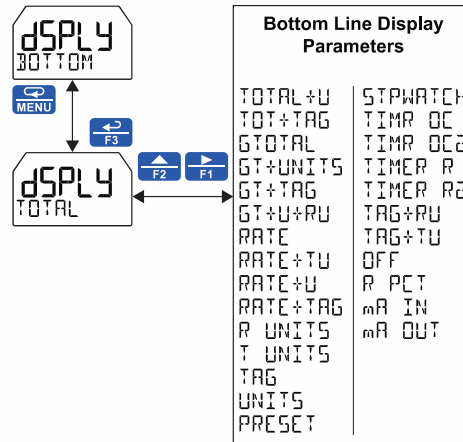 dSPLY
BOTTOM
MENU
F3
dSPLY
TOTAL
F2
F1
Bottom Line Display
Parameters
TOTAL+U
TOT+TAG
GTOTAL
GT+UNITS
GT+TAG
GT+U+RU
RATE
RATE+TU
RATE+U
RATE+TAG
R UNITS
T UNITS
TAG
UNITS
PRESET
STPWATCH
TIMR OC
TIMR OC2
TIMER R
TIMER R2
TAG+RU
TAG+TU
OFF
R PCT
mA IN
mA OUT